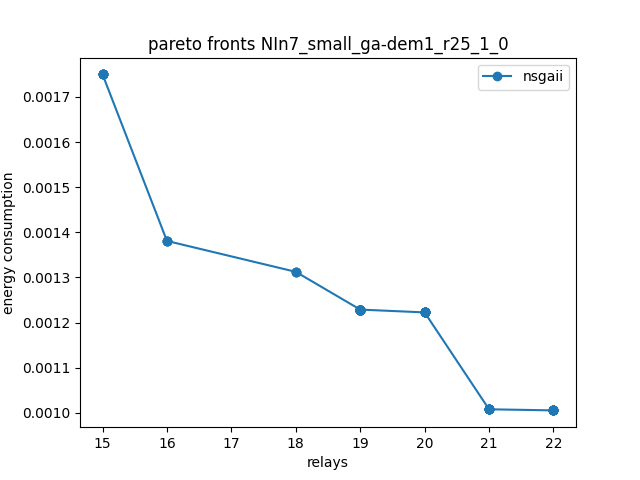 pareto fronts NIn7_small_ga-dem1_r25_1_0
nsgaii
0.0017
0.0016
0.0015
0.0014
0.0013
0.0012
0.0011
0.0010
energy consumption
15 16 17 18 19 20 21 22
relays